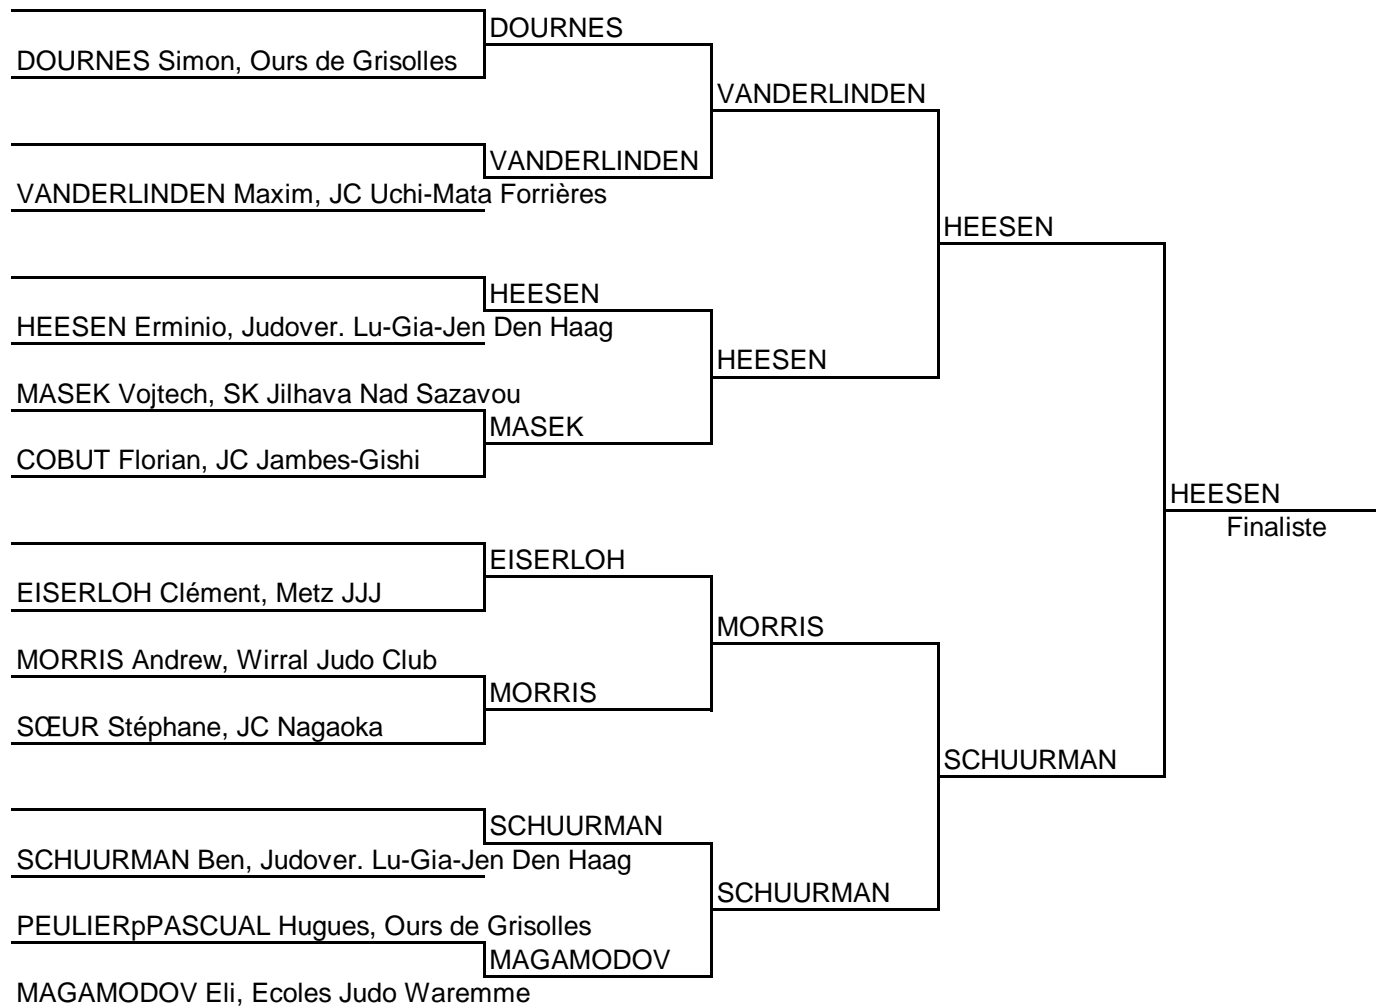 DOURNES
DOURNES Simon, Ours de Grisolles
VANDERLINDEN
VANDERLINDEN
VANDERLINDEN Maxim, JC Uchi-Mata Forrières
HEESEN
HEESEN
HEESEN Erminio, Judover. Lu-Gia-Jen Den Haag
HEESEN
MASEK Vojtech, SK Jilhava Nad Sazavou
MASEK
COBUT Florian, JC Jambes-Gishi
HEESEN
Finaliste
EISERLOH
EISERLOH Clément, Metz JJJ
MORRIS
MORRIS Andrew, Wirral Judo Club
MORRIS
SŒUR Stéphane, JC Nagaoka
SCHUURMAN
SCHUURMAN
SCHUURMAN Ben, Judover. Lu-Gia-Jen Den Haag
SCHUURMAN
PEULIERpPASCUAL Hugues, Ours de Grisolles
MAGAMODOV
MAGAMODOV Eli, Ecoles Judo Waremme